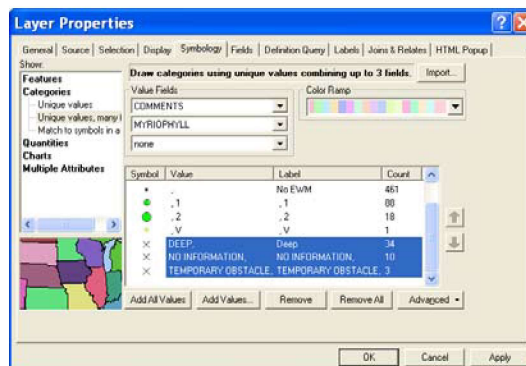 Layer Properties
General Source Selection Display Symbology Fields Definition Query Labels Joins & Relates HTML Popup
Show:
Features
Categories
Unique values
Unique values, many f
Match to symbols in a
Quantities
Charts
Multiple Attributes
Draw categories using unique values combining up to 3 fields.
Import...
Value Fields
COMMENTS
MYRIOPHYLL
none
Color Ramp
Symbol Value Label Count
, No EWM 461
, 1 , 1 88
, 2 , 2 18
, V , V 1
DEEP, Deep 34
NO INFORMATION, NO INFORMATION, 10
TEMPORARY OBSTACLE, TEMPORARY OBSTACLE, 3
Add All Values Add Values... Remove Remove All Advanced
OK Cancel Apply